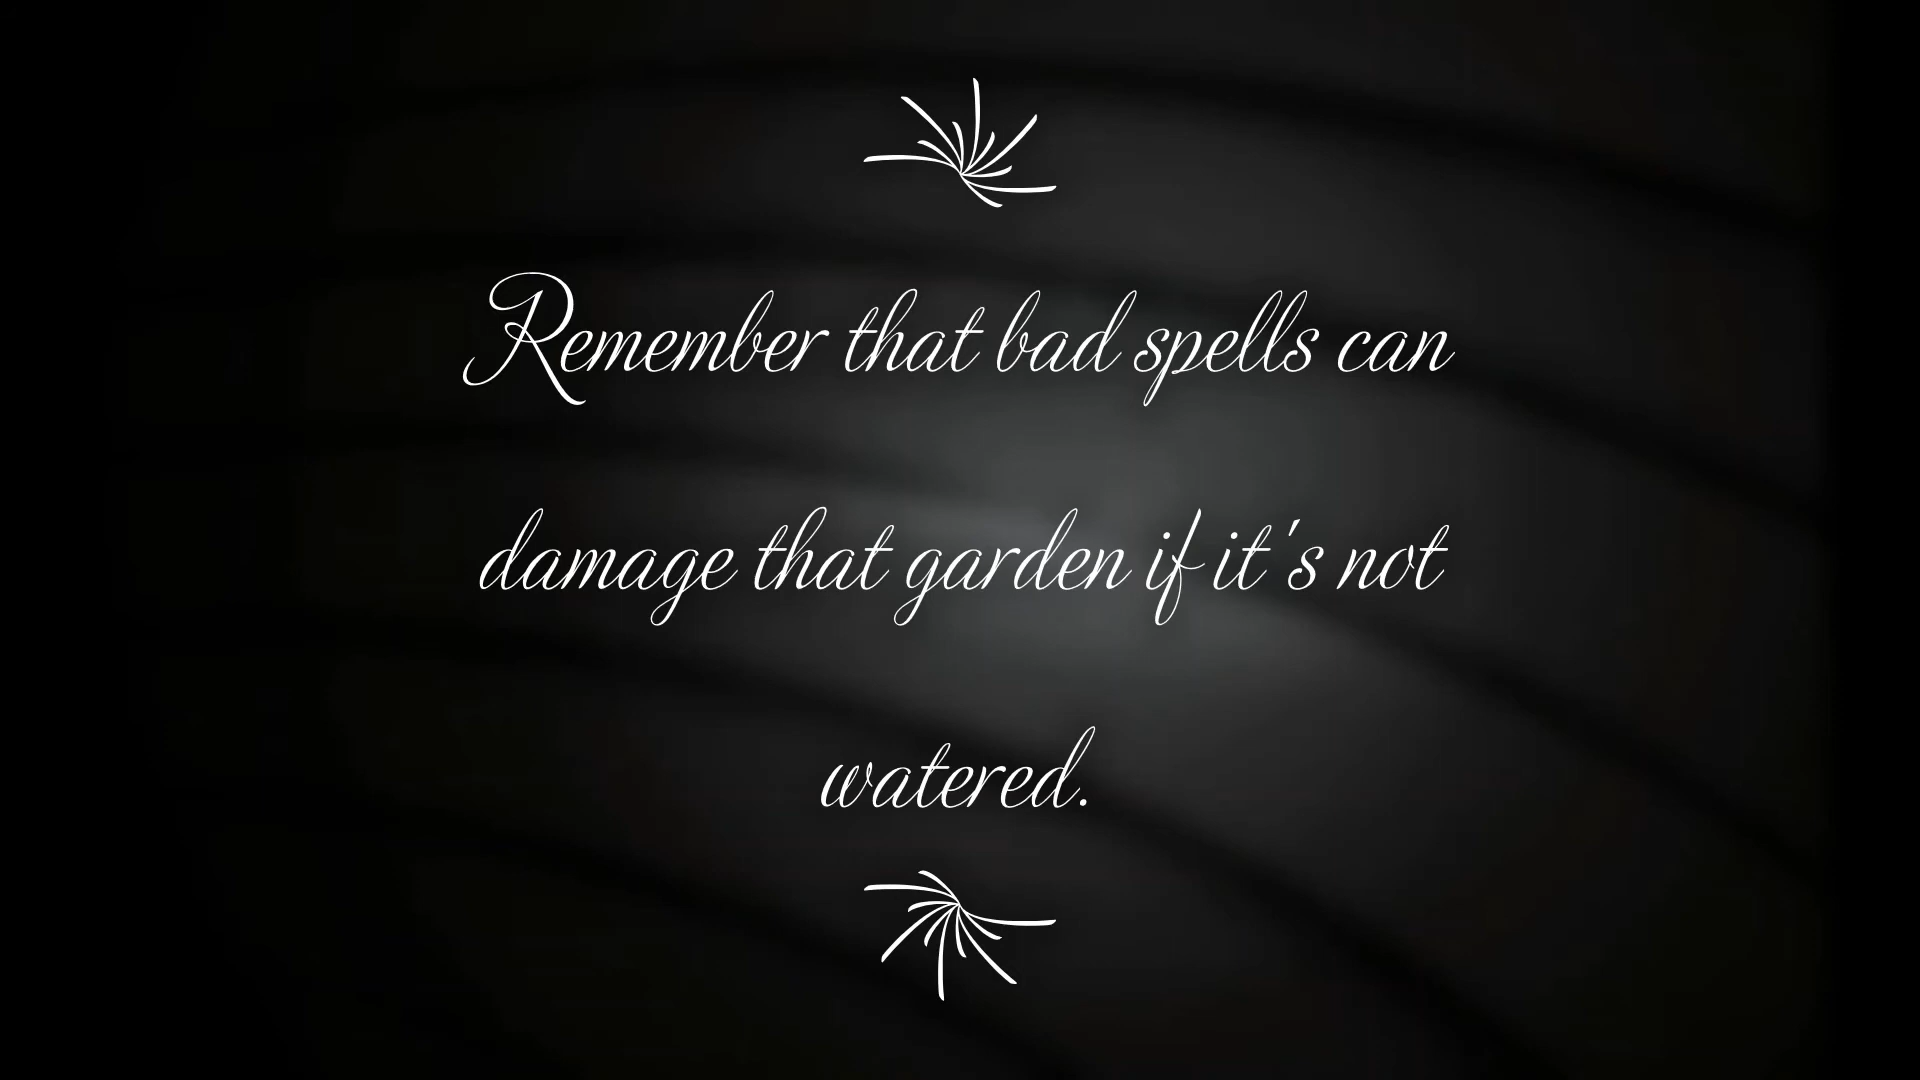 Remember that bad spells can
damage that garden if it's not
watered.